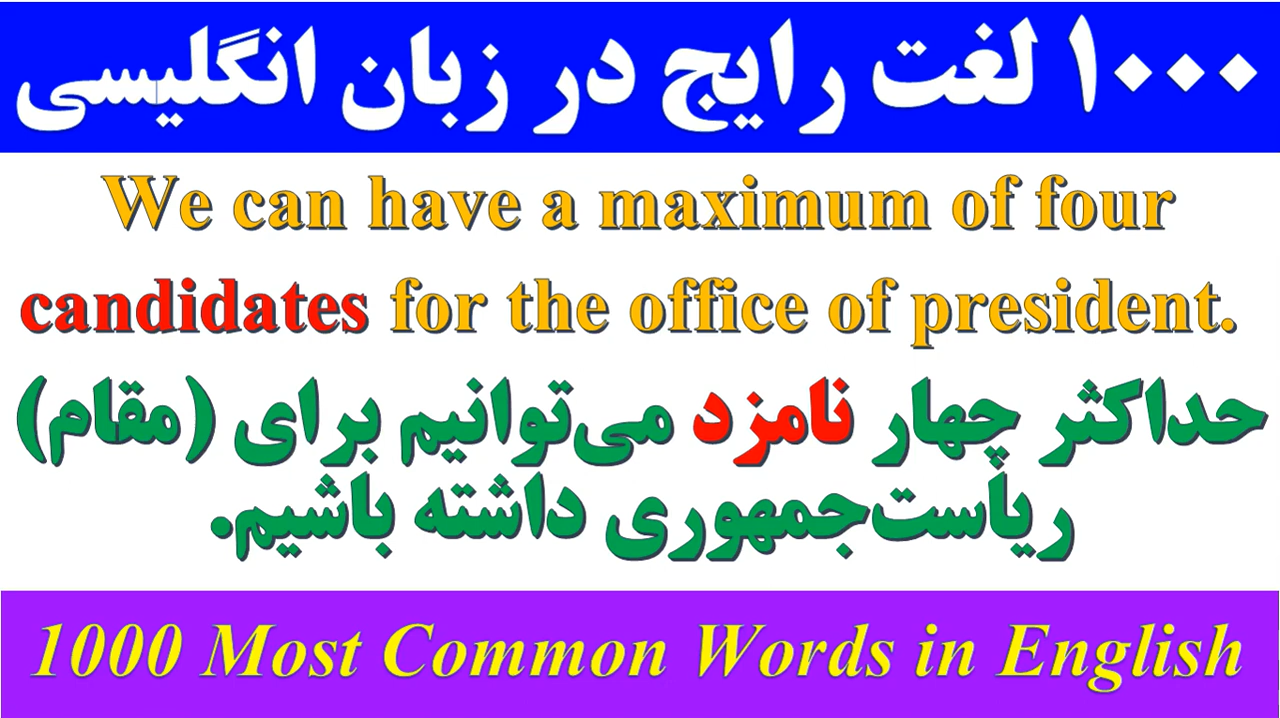 ۱۰۰۰ لغت رایج در زبان انگلیسی
We can have a maximum of four
candidates for the office of president.
حداکثر چهار نامزد می‌توانیم برای (مقام)
ریاست‌جمهوری داشته باشیم.
1000 Most Common Words in English